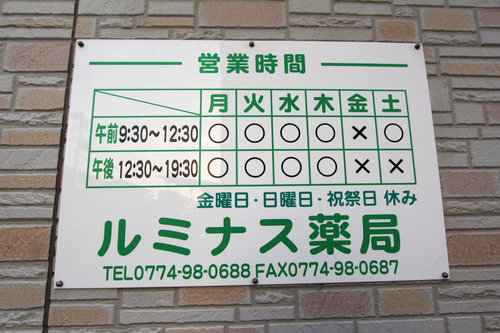 営業時間
月 火 水 木 金 土
午前 9:30～12:30 ○ ○ ○ ○ × ○
午後 12:30～19:30 ○ ○ ○ ○ × ×
金曜日・日曜日・祝祭日 休み
ルミナス薬局
TEL0774-98-0688 FAX0774-98-0687